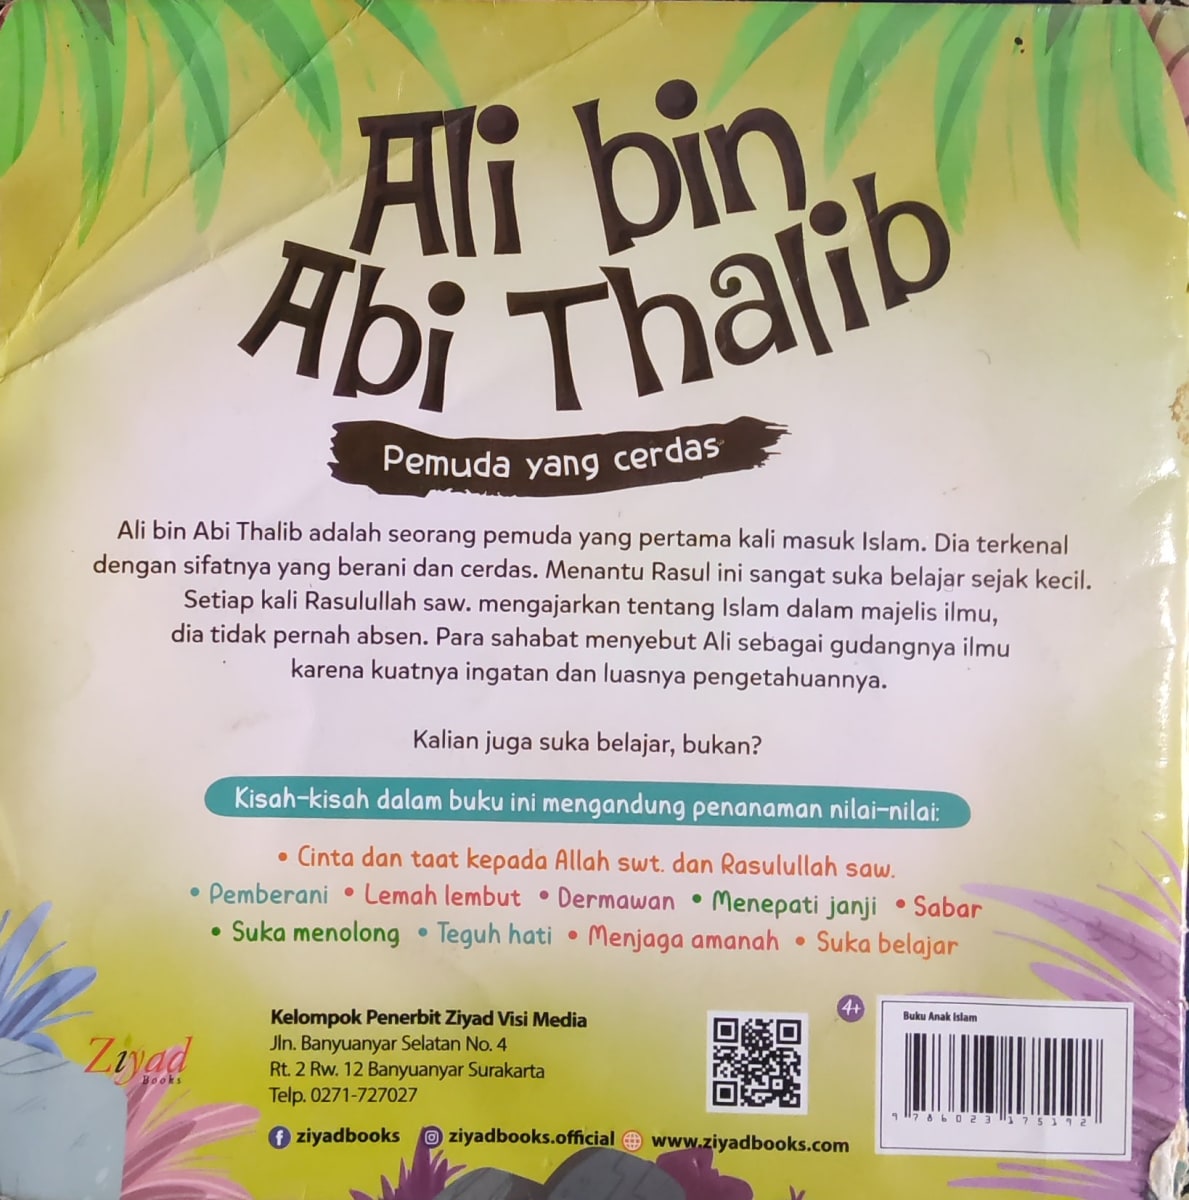 Ali bin
Abi Thalib
Pemuda yang cerdas
Ali bin Abi Thalib adalah seorang pemuda yang pertama kali masuk Islam. Dia terkenal
dengan sifatnya yang berani dan cerdas. Menantu Rasul ini sangat suka belajar sejak kecil.
Setiap kali Rasulullah saw. mengajarkan tentang Islam dalam majelis ilmu,
dia tidak pernah absen. Para sahabat menyebut Ali sebagai gudangnya ilmu
karena kuatnya ingatan dan luasnya pengetahuannya.
Kalian juga suka belajar, bukan?
Kisah-kisah dalam buku ini mengandung penanaman nilai-nilai:
• Cinta dan taat kepada Allah swt. dan Rasulullah saw.
• Pemberani • Lemah lembut • Dermawan • Menepati janji • Sabar
• Suka menolong • Teguh hati • Menjaga amanah • Suka belajar
Ziyad
Books
Kelompok Penerbit Ziyad Visi Media
Jln. Banyuanyar Selatan No. 4
Rt. 2 Rw. 12 Banyuanyar Surakarta
Telp. 0271-727027
ziyadbooks ziyadbooks.official www.ziyadbooks.com
4+
Buku Anak Islam
9 786023 175192